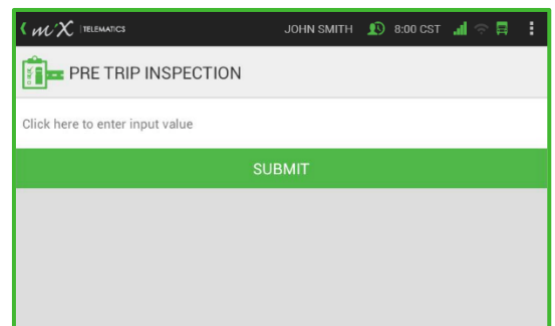 miX TELEMATICS JOHN SMITH 8:00 CST
PRE TRIP INSPECTION
Click here to enter input value
SUBMIT